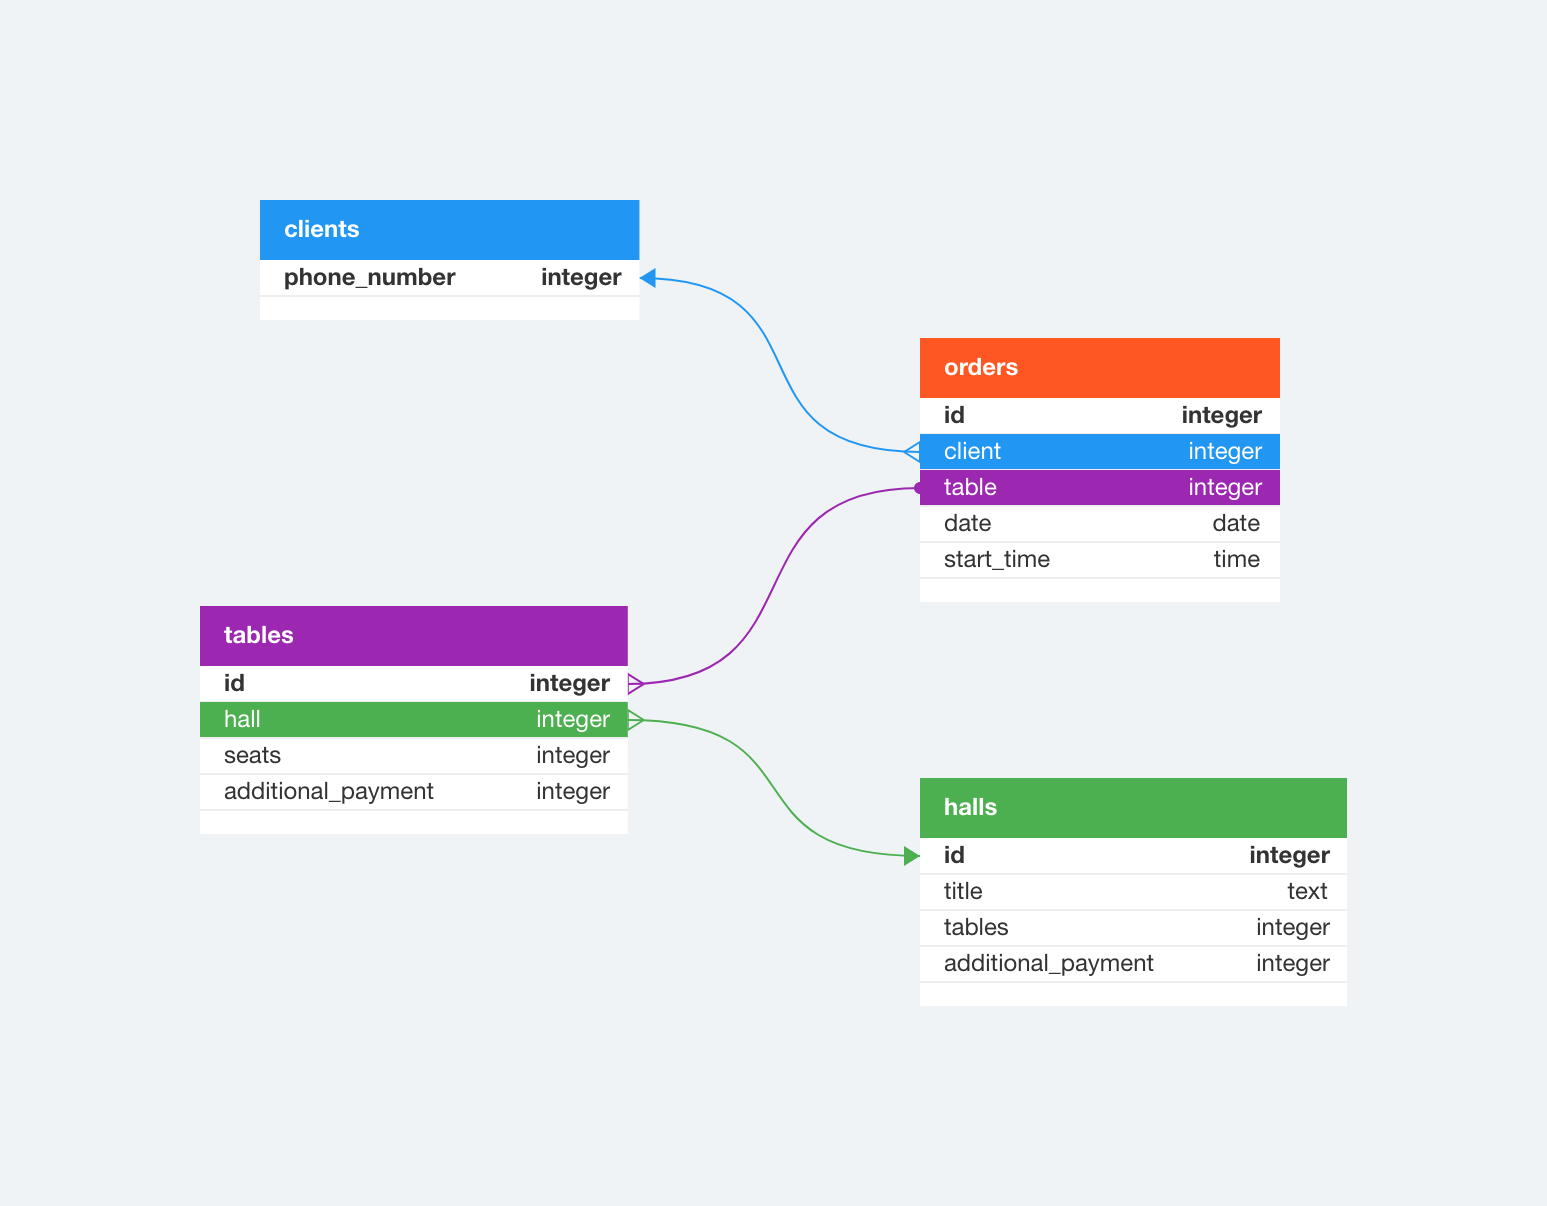 clients
phone_number integer
orders
id integer
client integer
table integer
date date
start_time time
tables
id integer
hall integer
seats integer
additional_payment integer
halls
id integer
title text
tables integer
additional_payment integer